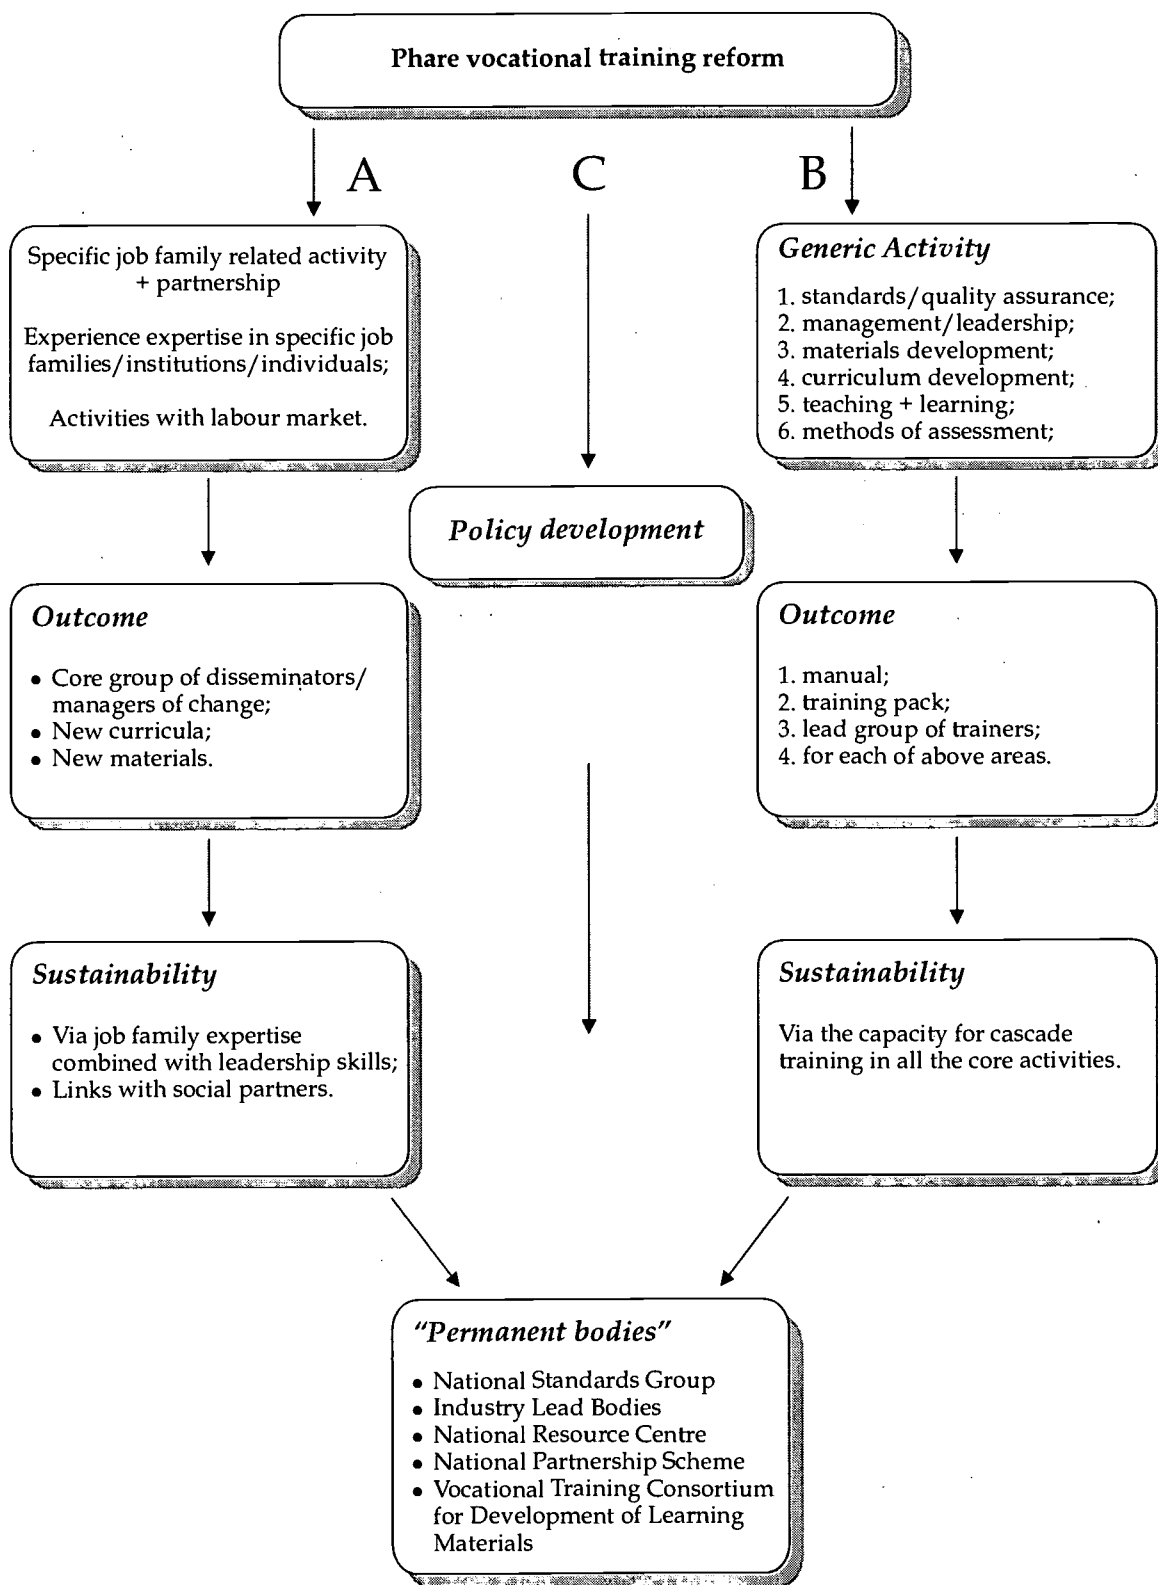 Phare vocational training reform
A
C
B
Specific job family related activity
+ partnership
Experience expertise in specific job
families/institutions/individuals;
Activities with labour market.
Generic Activity
1. standards/quality assurance;
2. management/leadership;
3. materials development;
4. curriculum development;
5. teaching + learning;
6. methods of assessment;
Policy development
Outcome
• Core group of disseminators/
managers of change;
• New curricula;
• New materials.
Outcome
1. manual;
2. training pack;
3. lead group of trainers;
4. for each of above areas.
Sustainability
• Via job family expertise
combined with leadership skills;
• Links with social partners.
Sustainability
Via the capacity for cascade
training in all the core activities.
"Permanent bodies"
• National Standards Group
• Industry Lead Bodies
• National Resource Centre
• National Partnership Scheme
• Vocational Training Consortium
for Development of Learning
Materials